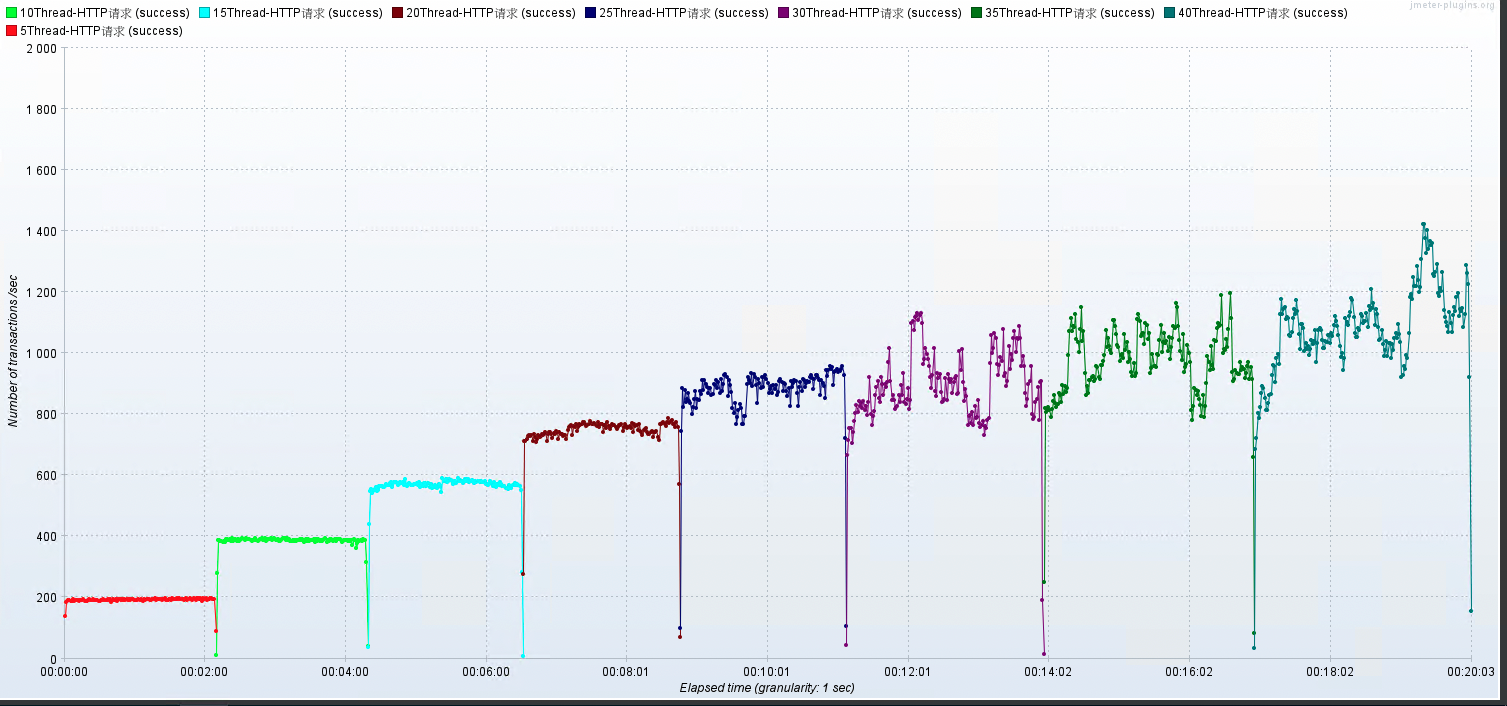 jmeter-plugins.org
10Thread-HTTP请求 (success) 15Thread-HTTP请求 (success) 20Thread-HTTP请求 (success) 25Thread-HTTP请求 (success) 30Thread-HTTP请求 (success) 35Thread-HTTP请求 (success) 40Thread-HTTP请求 (success)
5Thread-HTTP请求 (success)
2 000
1 800
1 600
1 400
1 200
1 000
800
600
400
200
0
Number of transactions /sec
00:00:00 00:02:00 00:04:00 00:06:00 00:08:01 00:10:01 00:12:01 00:14:02 00:16:02 00:18:02 00:20:03
Elapsed time (granularity: 1 sec)